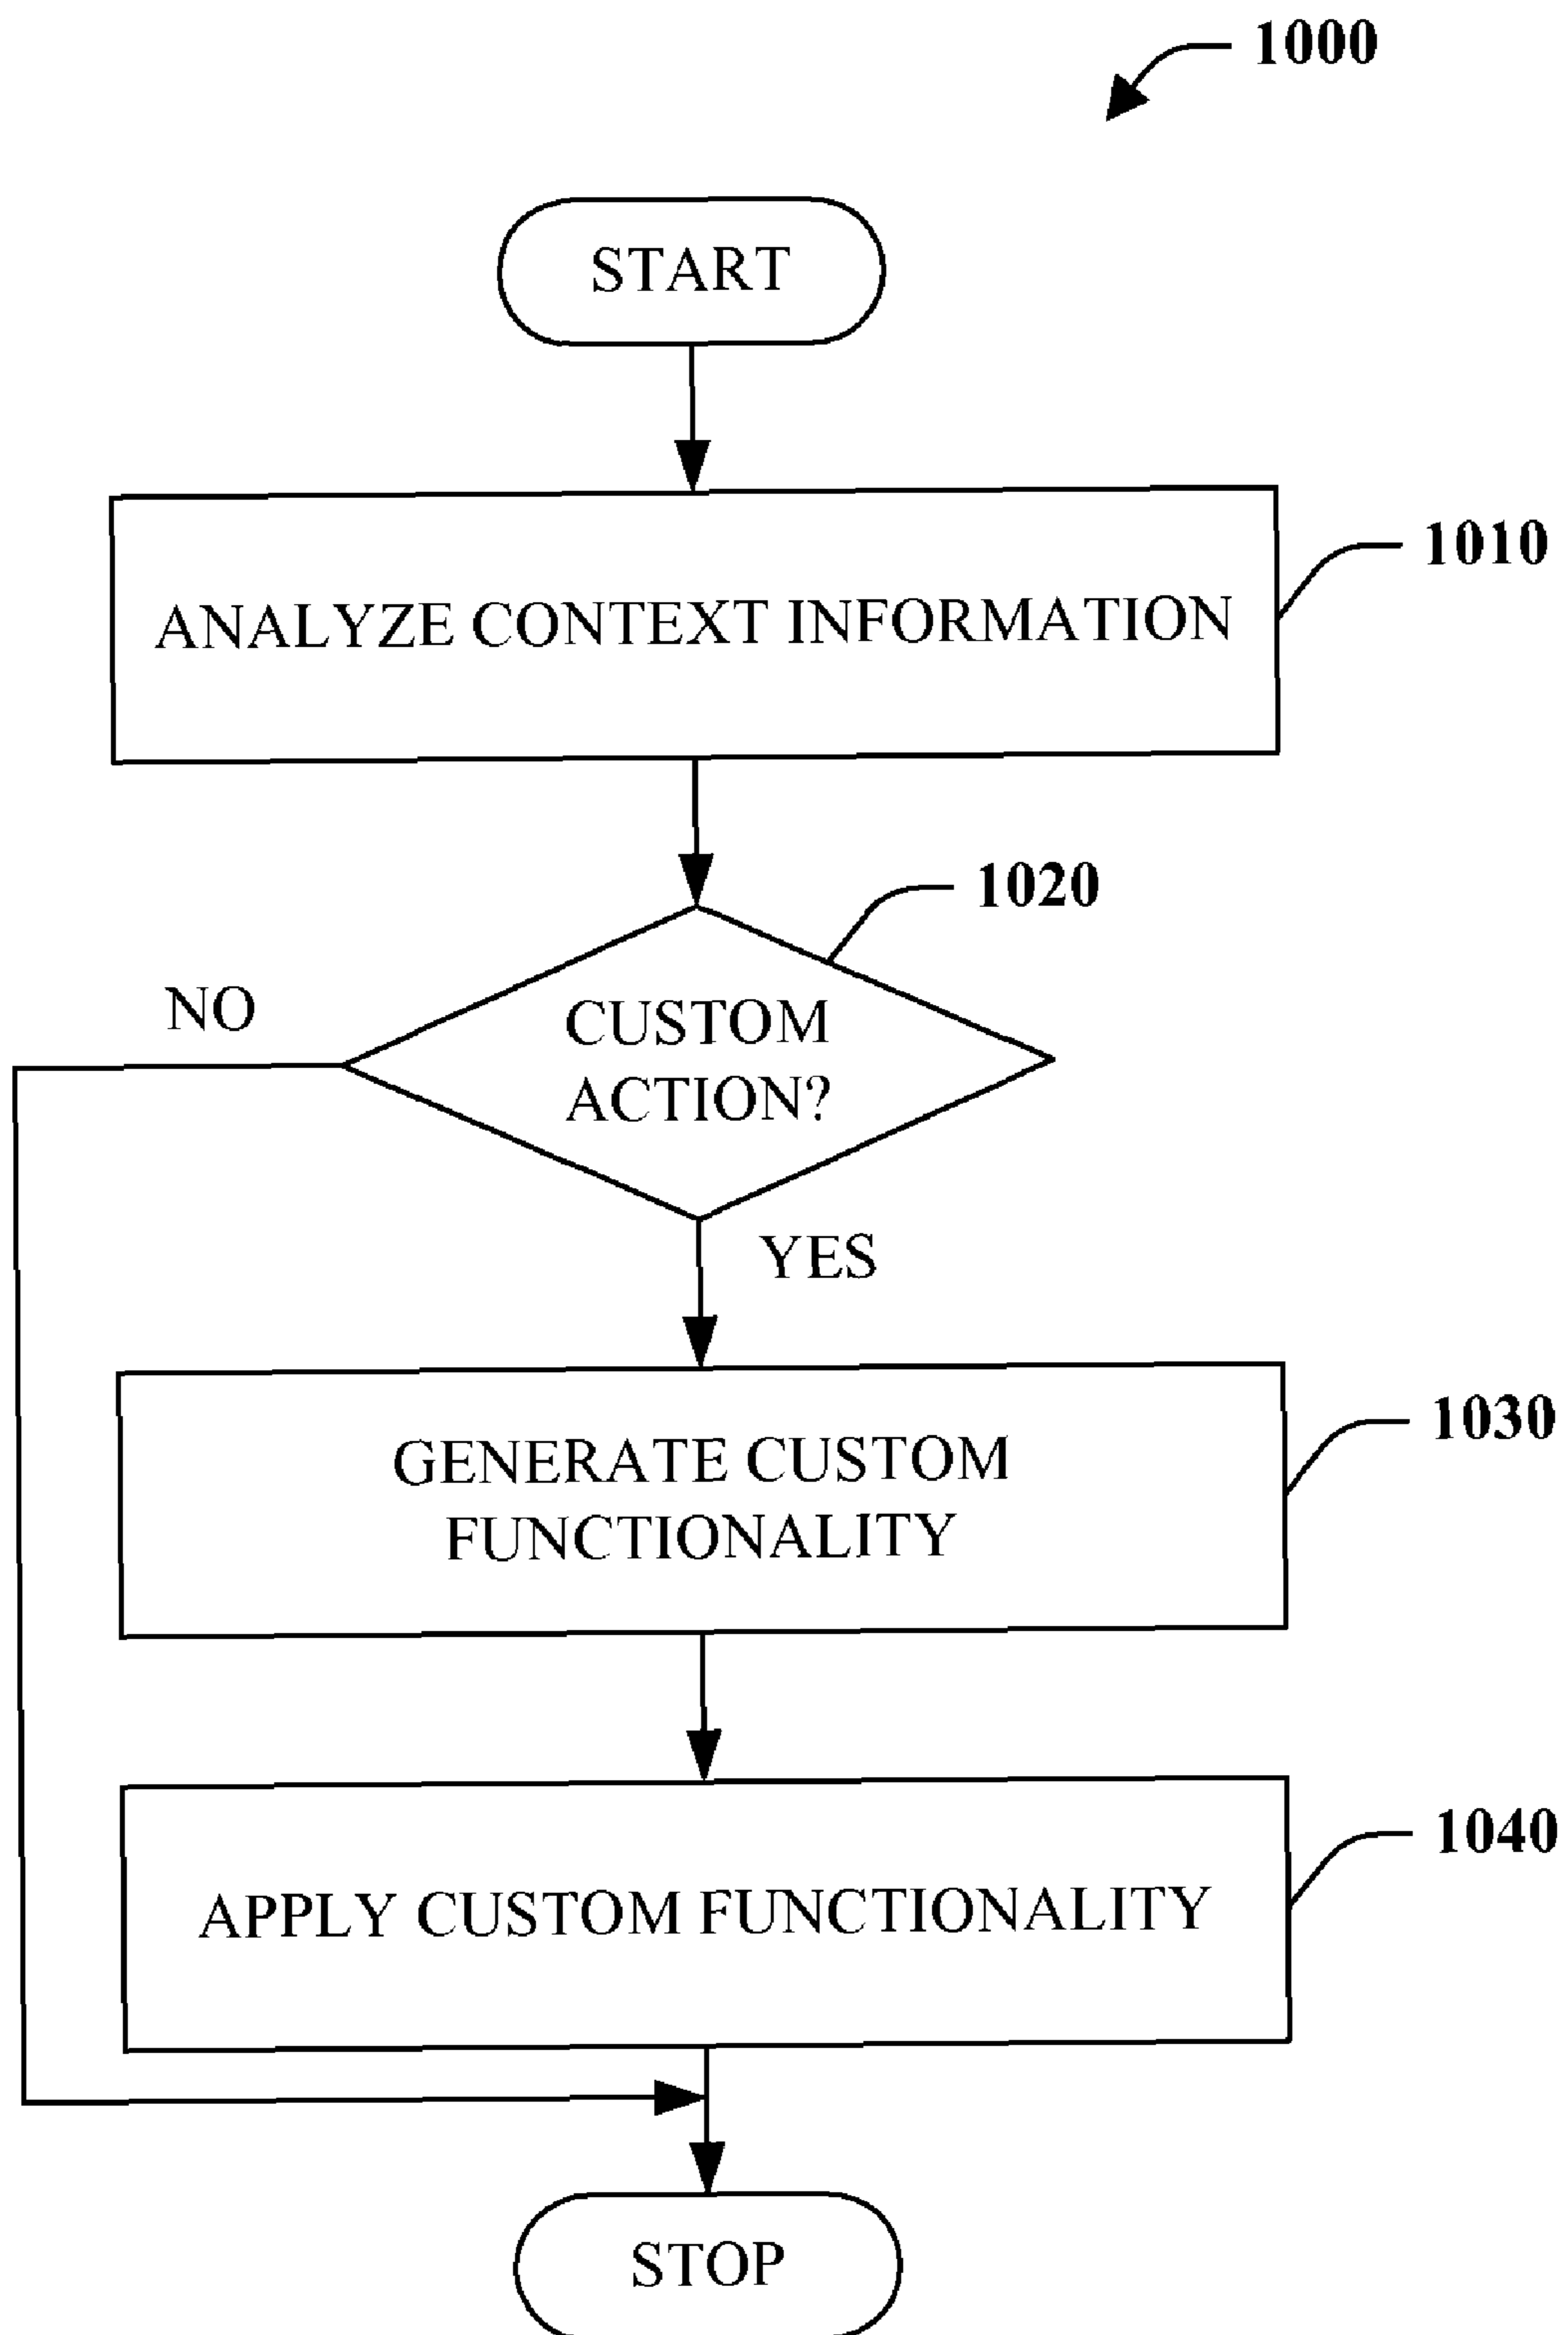 1000
START
ANALYZE CONTEXT INFORMATION
1010
1020
NO
CUSTOM
ACTION?
YES
GENERATE CUSTOM
FUNCTIONALITY
1030
APPLY CUSTOM FUNCTIONALITY
1040
STOP